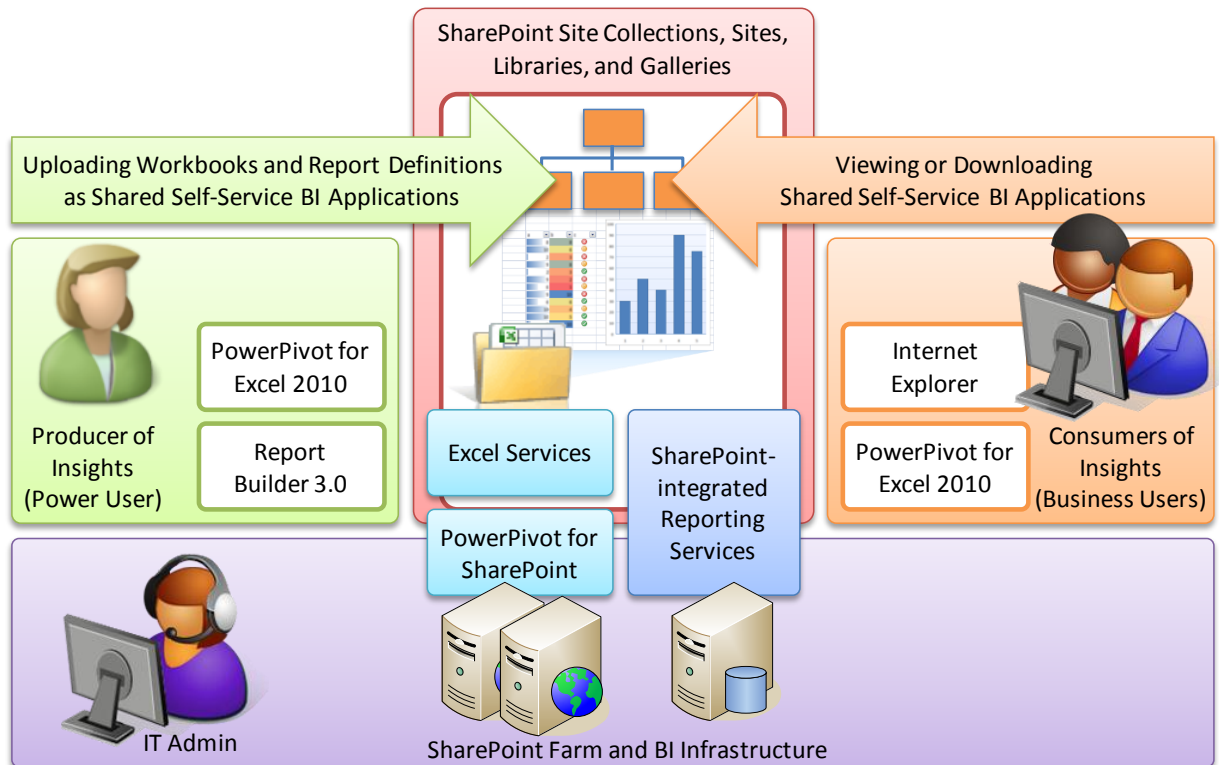 SharePoint Site Collections, Sites,
Libraries, and Galleries
Uploading Workbooks and Report Definitions
as Shared Self-Service BI Applications
Viewing or Downloading
Shared Self-Service BI Applications
PowerPivot for
Excel 2010
Report
Builder 3.0
Producer of
Insights
(Power User)
Excel Services
SharePoint-
integrated
Reporting
Services
PowerPivot for
SharePoint
Internet
Explorer
PowerPivot for
Excel 2010
Consumers of
Insights
(Business Users)
IT Admin
SharePoint Farm and BI Infrastructure